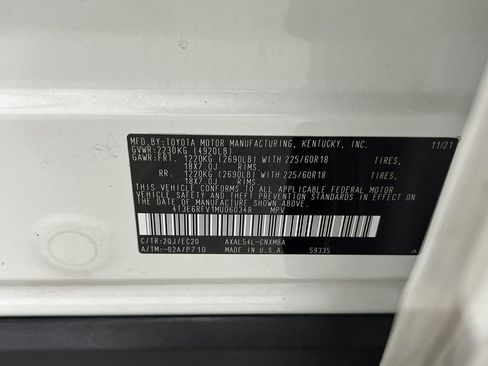 MFD.BY:TOYOTA MOTOR MANUFACTURING, KENTUCKY, INC. 11/21
GVWR:2230KG (4920LB)
GAWR:FRT. 1220KG (2690LB) WITH 225/60R18 TIRES,
18X7.0J RIMS
RR. 1220KG (2690LB) WITH 225/60R18 TIRES,
18X7.0J RIMS
THIS VEHICLE CONFORMS TO ALL APPLICABLE FEDERAL MOTOR
VEHICLE SAFETY AND THEFT PREVENTION STANDARDS IN EFFECT ON
THE DATE OF MANUFACTURE SHOWN ABOVE.
4T3E6RFV1MU060348 MPV
C/TR:2QJ/EC20 AXAL54L-CNXMBA
A/TM:-02A/P710 MADE IN U.S.A. 59335 A